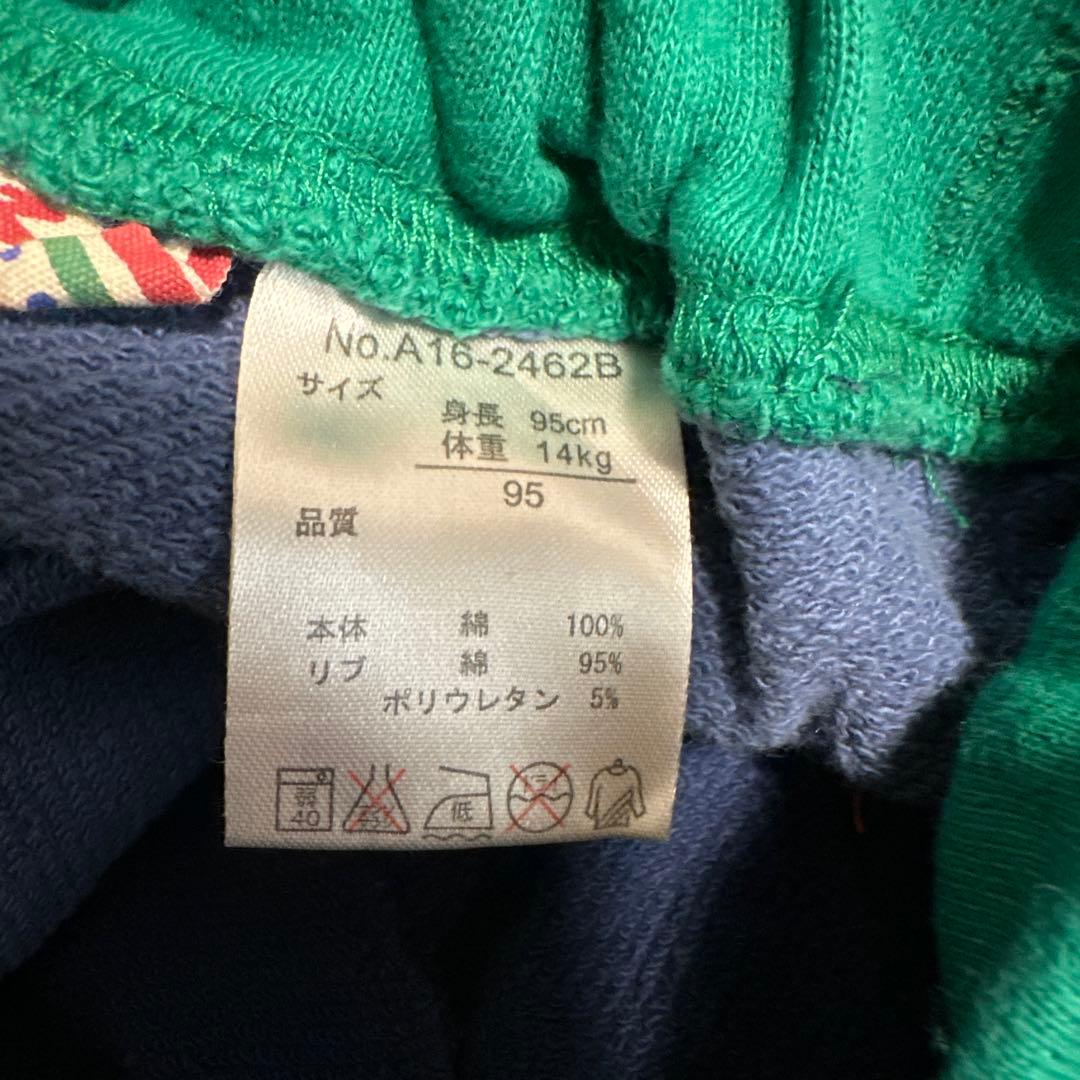 No.A16-2462B
サイズ
身長 95cm
体重 14kg
95
品質
本体 綿 100%
リブ 綿 95%
ポリウレタン 5%
弱 40 低